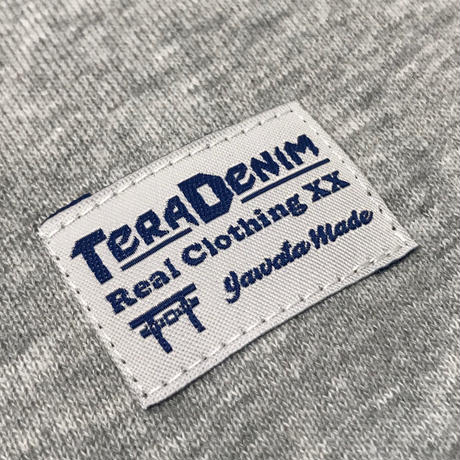 TERADENIM
Real Clothing XX
Yawata Made